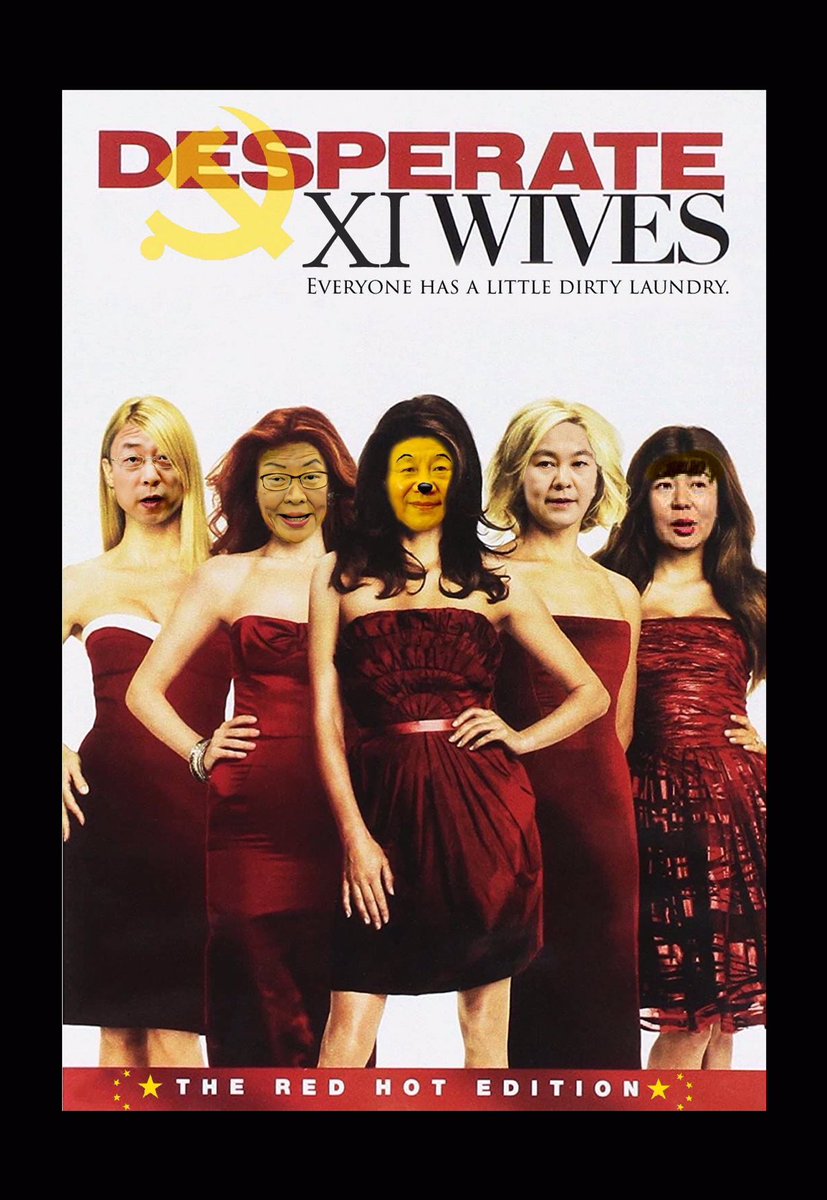 DESPERATE
XI WIVES
EVERYONE HAS A LITTLE DIRTY LAUNDRY.
THE RED HOT EDITION